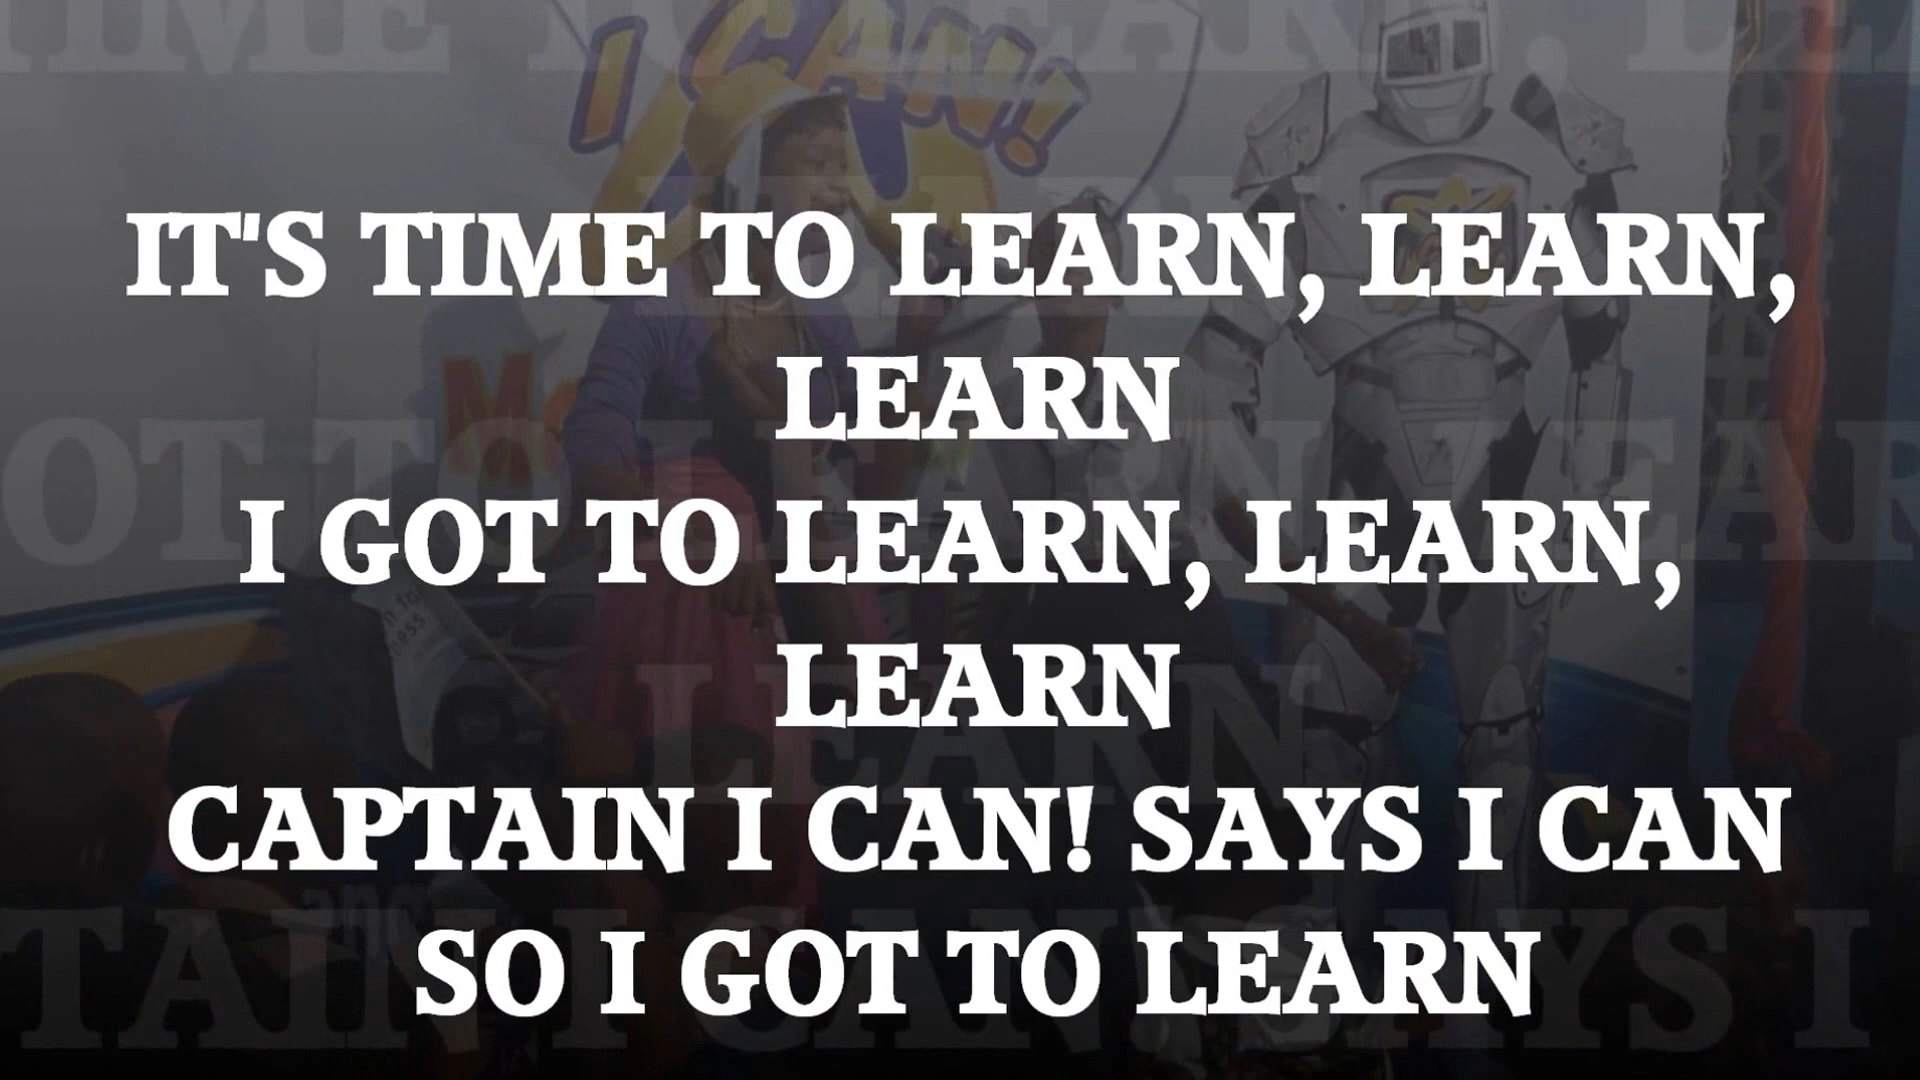 I CAN!
IT'S TIME TO LEARN, LEARN,
LEARN
I GOT TO LEARN, LEARN,
LEARN
CAPTAIN I CAN! SAYS I CAN
SO I GOT TO LEARN